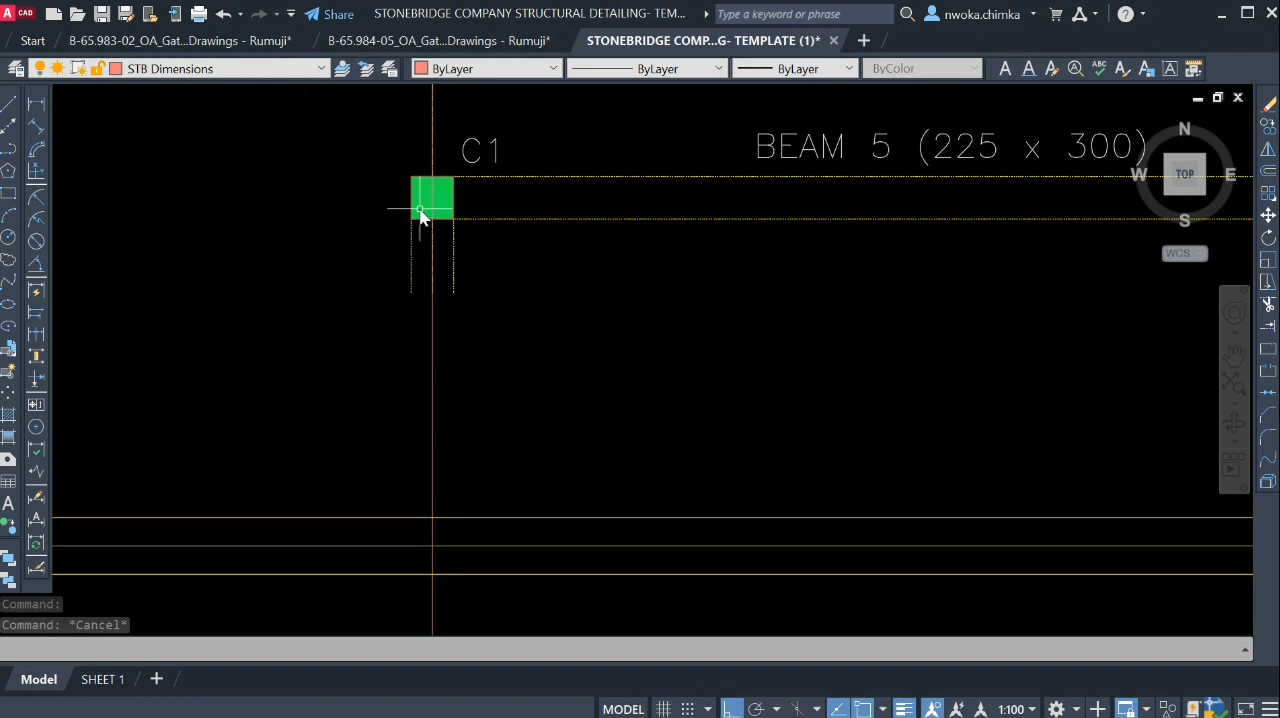 CAD Share STONEBRIDGE COMPANY STRUCTURAL DETAILING- TEM... Type a keyword or phrase nwoka.chimka
Start B-65.983-02_OA_Gat...Drawings - Rumuji* B-65.984-05_OA_Gat...Drawings - Rumuji* STONEBRIDGE COMP...G- TEMPLATE (1)*
STB Dimensions ByLayer ByLayer ByLayer ByColor
C1 BEAM 5 (225 x 300)
N
W TOP E
S
WCS
Command:
Command: *Cancel*
Model SHEET 1
MODEL 1:100